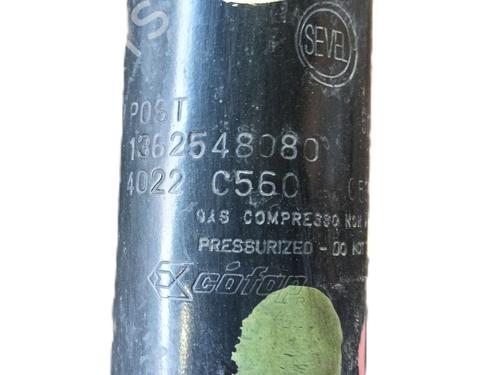 SEVEL
POST
1362548080
4022 C560
GAS COMPRESSO NON
PRESSURIZED - DO NOT
cofap